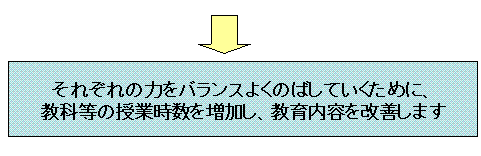 それぞれの力をバランスよくのばしていくために、
教科等の授業時数を増加し、教育内容を改善します